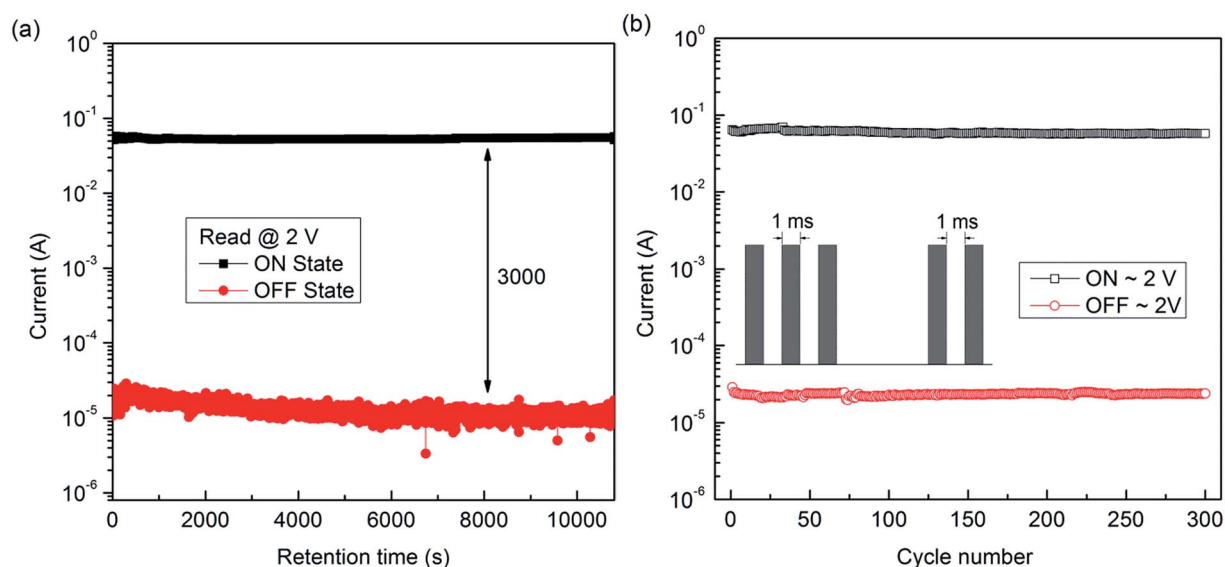 (a)
Current (A)
10⁰
10⁻¹
10⁻²
10⁻³
10⁻⁴
10⁻⁵
10⁻⁶
Read @ 2 V
ON State
OFF State
3000
0 2000 4000 6000 8000 10000
Retention time (s)
(b)
Current (A)
10⁰
10⁻¹
10⁻²
10⁻³
10⁻⁴
10⁻⁵
10⁻⁶
1 ms 1 ms
ON ~ 2 V
OFF ~ 2V
0 50 100 150 200 250 300
Cycle number